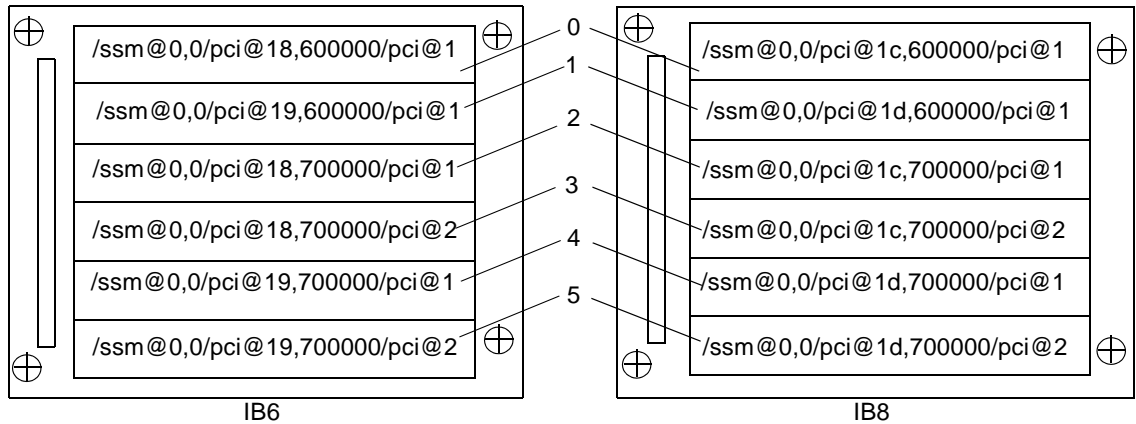 /ssm@0,0/pci@18,600000/pci@1
0
/ssm@0,0/pci@1c,600000/pci@1
/ssm@0,0/pci@19,600000/pci@1
1
/ssm@0,0/pci@1d,600000/pci@1
/ssm@0,0/pci@18,700000/pci@1
2
/ssm@0,0/pci@1c,700000/pci@1
/ssm@0,0/pci@18,700000/pci@2
3
/ssm@0,0/pci@1c,700000/pci@2
/ssm@0,0/pci@19,700000/pci@1
4
/ssm@0,0/pci@1d,700000/pci@1
/ssm@0,0/pci@19,700000/pci@2
5
/ssm@0,0/pci@1d,700000/pci@2
IB6
IB8